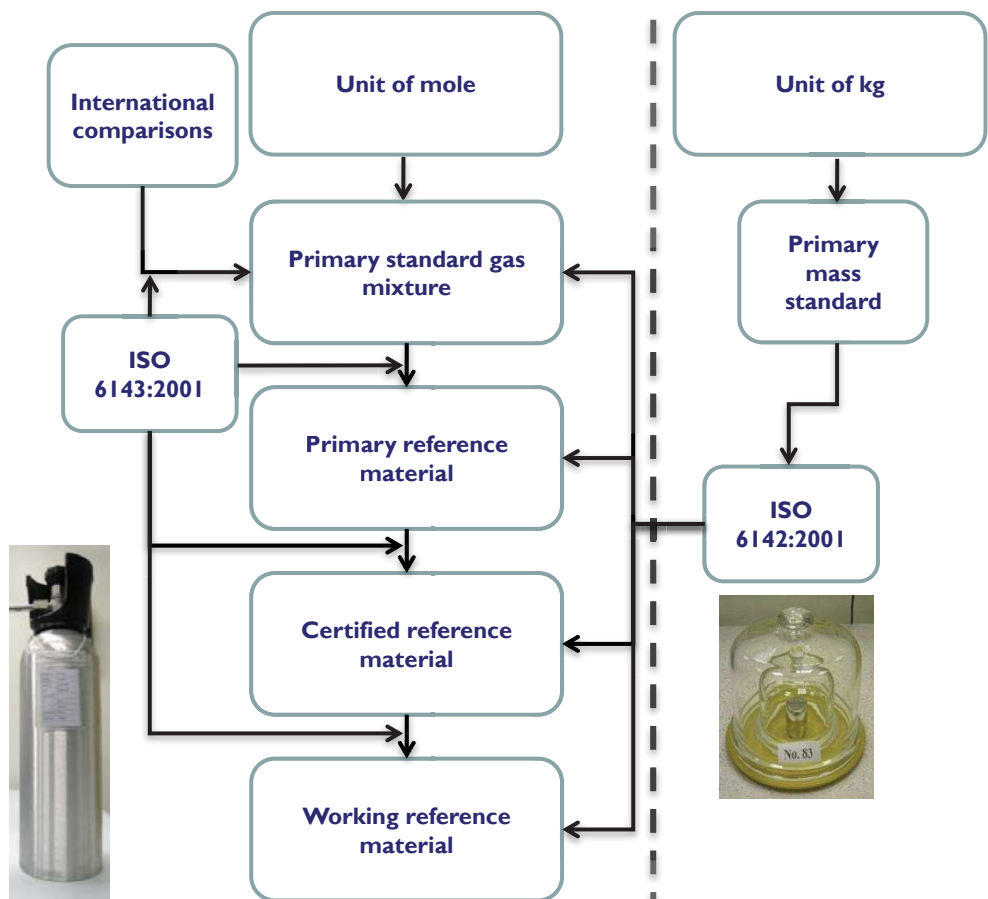 International
comparisons
Unit of mole
Unit of kg
Primary standard gas
mixture
Primary
mass
standard
ISO
6143:2001
Primary reference
material
ISO
6142:2001
Certified reference
material
No. 83
Working reference
material